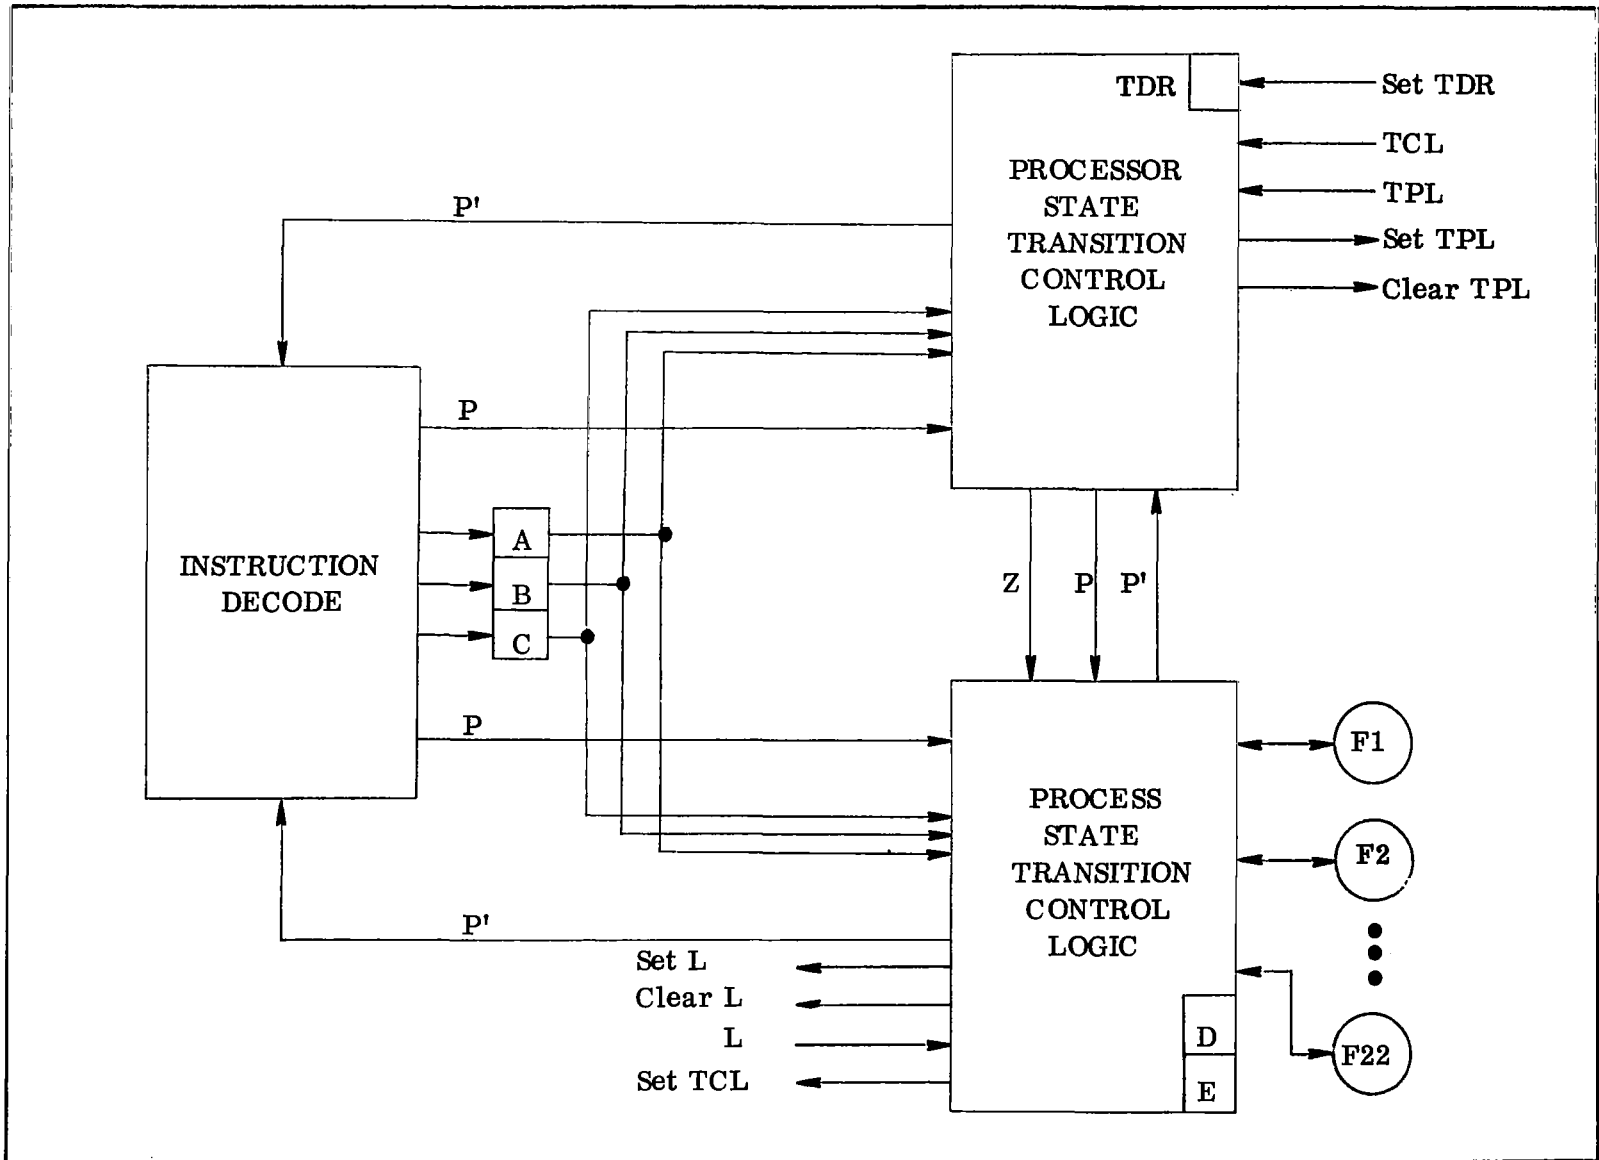 TDR
Set TDR
TCL
TPL
Set TPL
Clear TPL
PROCESSOR
STATE
TRANSITION
CONTROL
LOGIC
P'
P
A
B
C
INSTRUCTION
DECODE
Z
P
P'
P
PROCESS
STATE
TRANSITION
CONTROL
LOGIC
F1
F2
F22
P'
Set L
Clear L
L
Set TCL
D
E